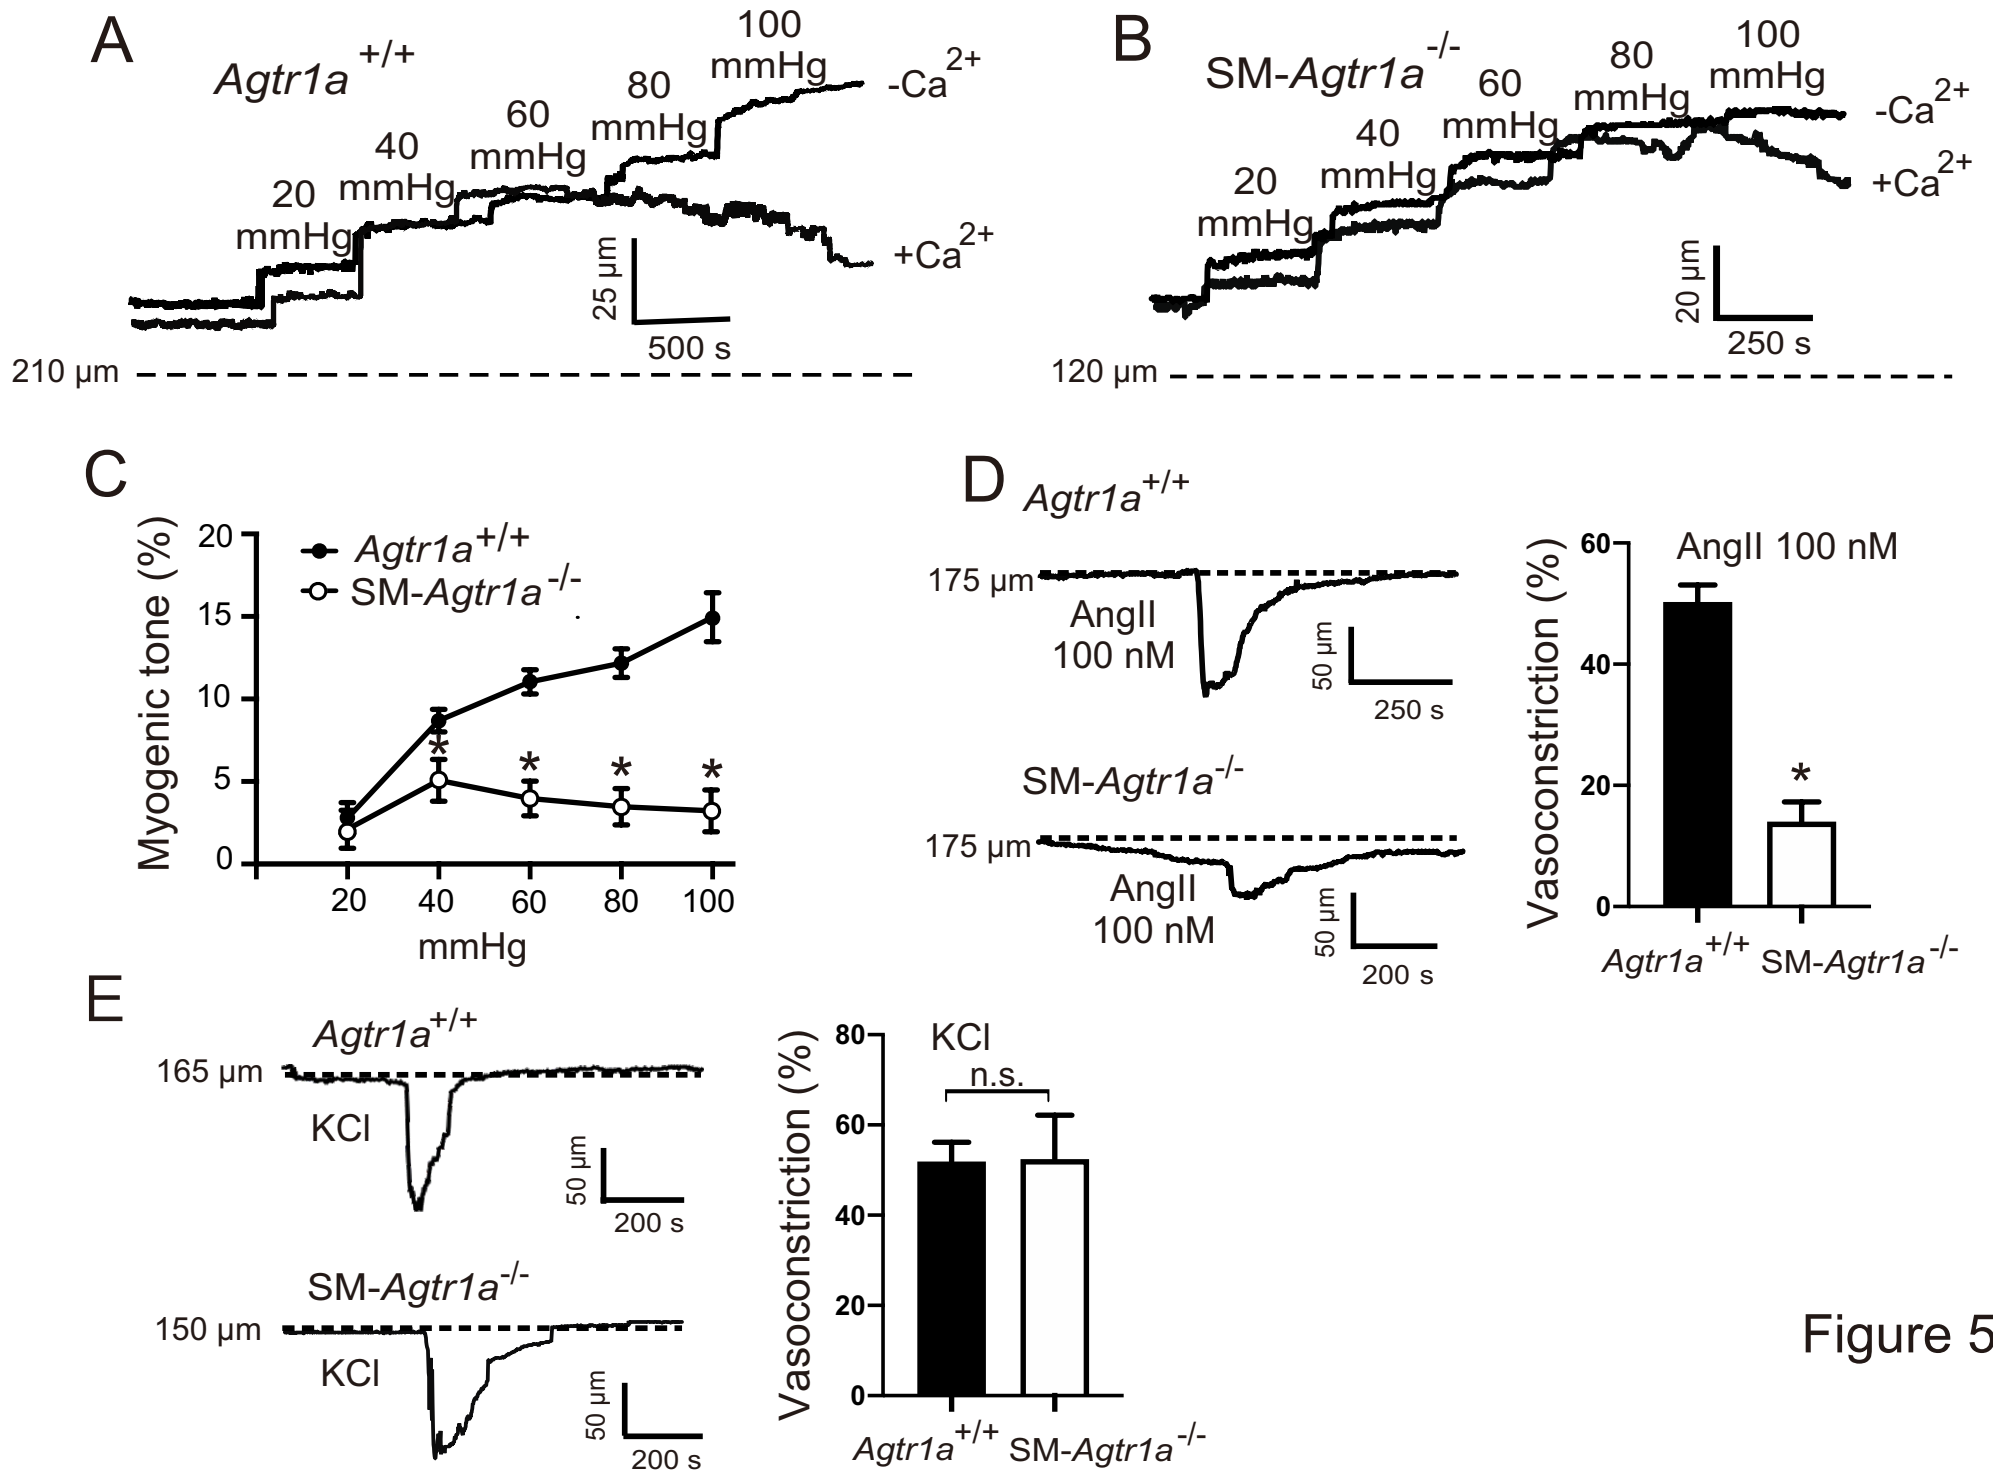 A
Agtr1a +/+
20 mmHg
40 mmHg
60 mmHg
80 mmHg
100 mmHg
-Ca2+
+Ca2+
25 µm
500 s
210 µm
B
SM-Agtr1a -/-
20 mmHg
40 mmHg
60 mmHg
80 mmHg
100 mmHg
-Ca2+
+Ca2+
20 µm
250 s
120 µm
C
Myogenic tone (%)
20
15
10
5
0
Agtr1a+/+
SM-Agtr1a-/-
*
*
*
*
20 40 60 80 100
mmHg
D
Agtr1a+/+
175 µm
AngII
100 nM
50 µm
250 s
SM-Agtr1a-/-
175 µm
AngII
100 nM
50 µm
200 s
Vasoconstriction (%)
60
40
20
0
AngII 100 nM
*
Agtr1a+/+ SM-Agtr1a-/-
E
Agtr1a+/+
165 µm
KCl
50 µm
200 s
SM-Agtr1a-/-
150 µm
KCl
50 µm
200 s
Vasoconstriction (%)
80
60
40
20
0
KCl
n.s.
Agtr1a+/+ SM-Agtr1a-/-
Figure 5